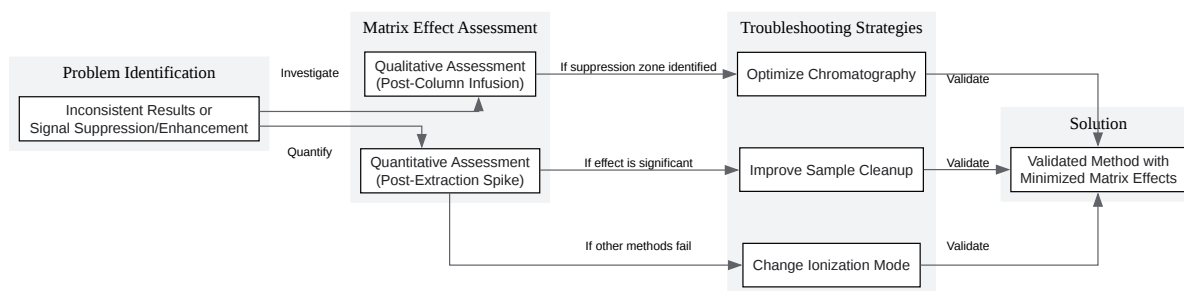 Problem Identification
Inconsistent Results or
Signal Suppression/Enhancement
Investigate
Quantify
Matrix Effect Assessment
Qualitative Assessment
(Post-Column Infusion)
Quantitative Assessment
(Post-Extraction Spike)
If suppression zone identified
If effect is significant
If other methods fail
Troubleshooting Strategies
Optimize Chromatography
Improve Sample Cleanup
Change Ionization Mode
Validate
Validate
Validate
Solution
Validated Method with
Minimized Matrix Effects